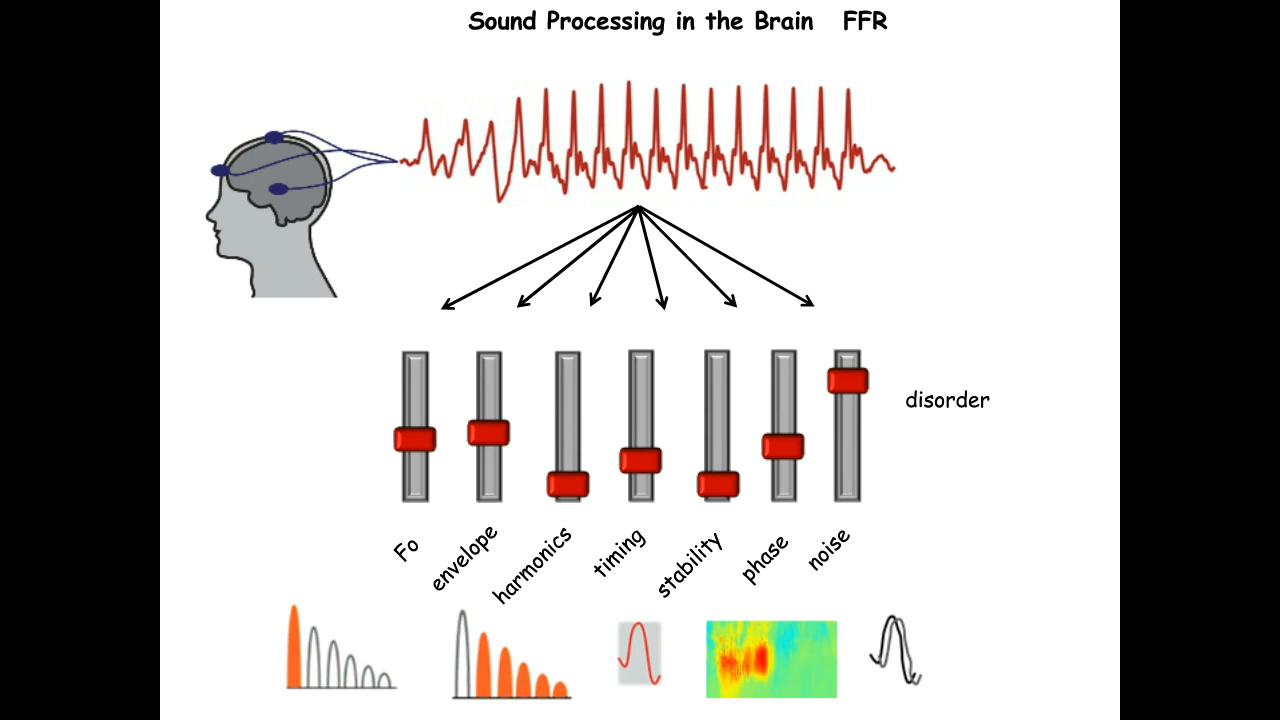 Sound Processing in the Brain FFR
disorder
Fo
envelope
harmonics
timing
stability
phase
noise